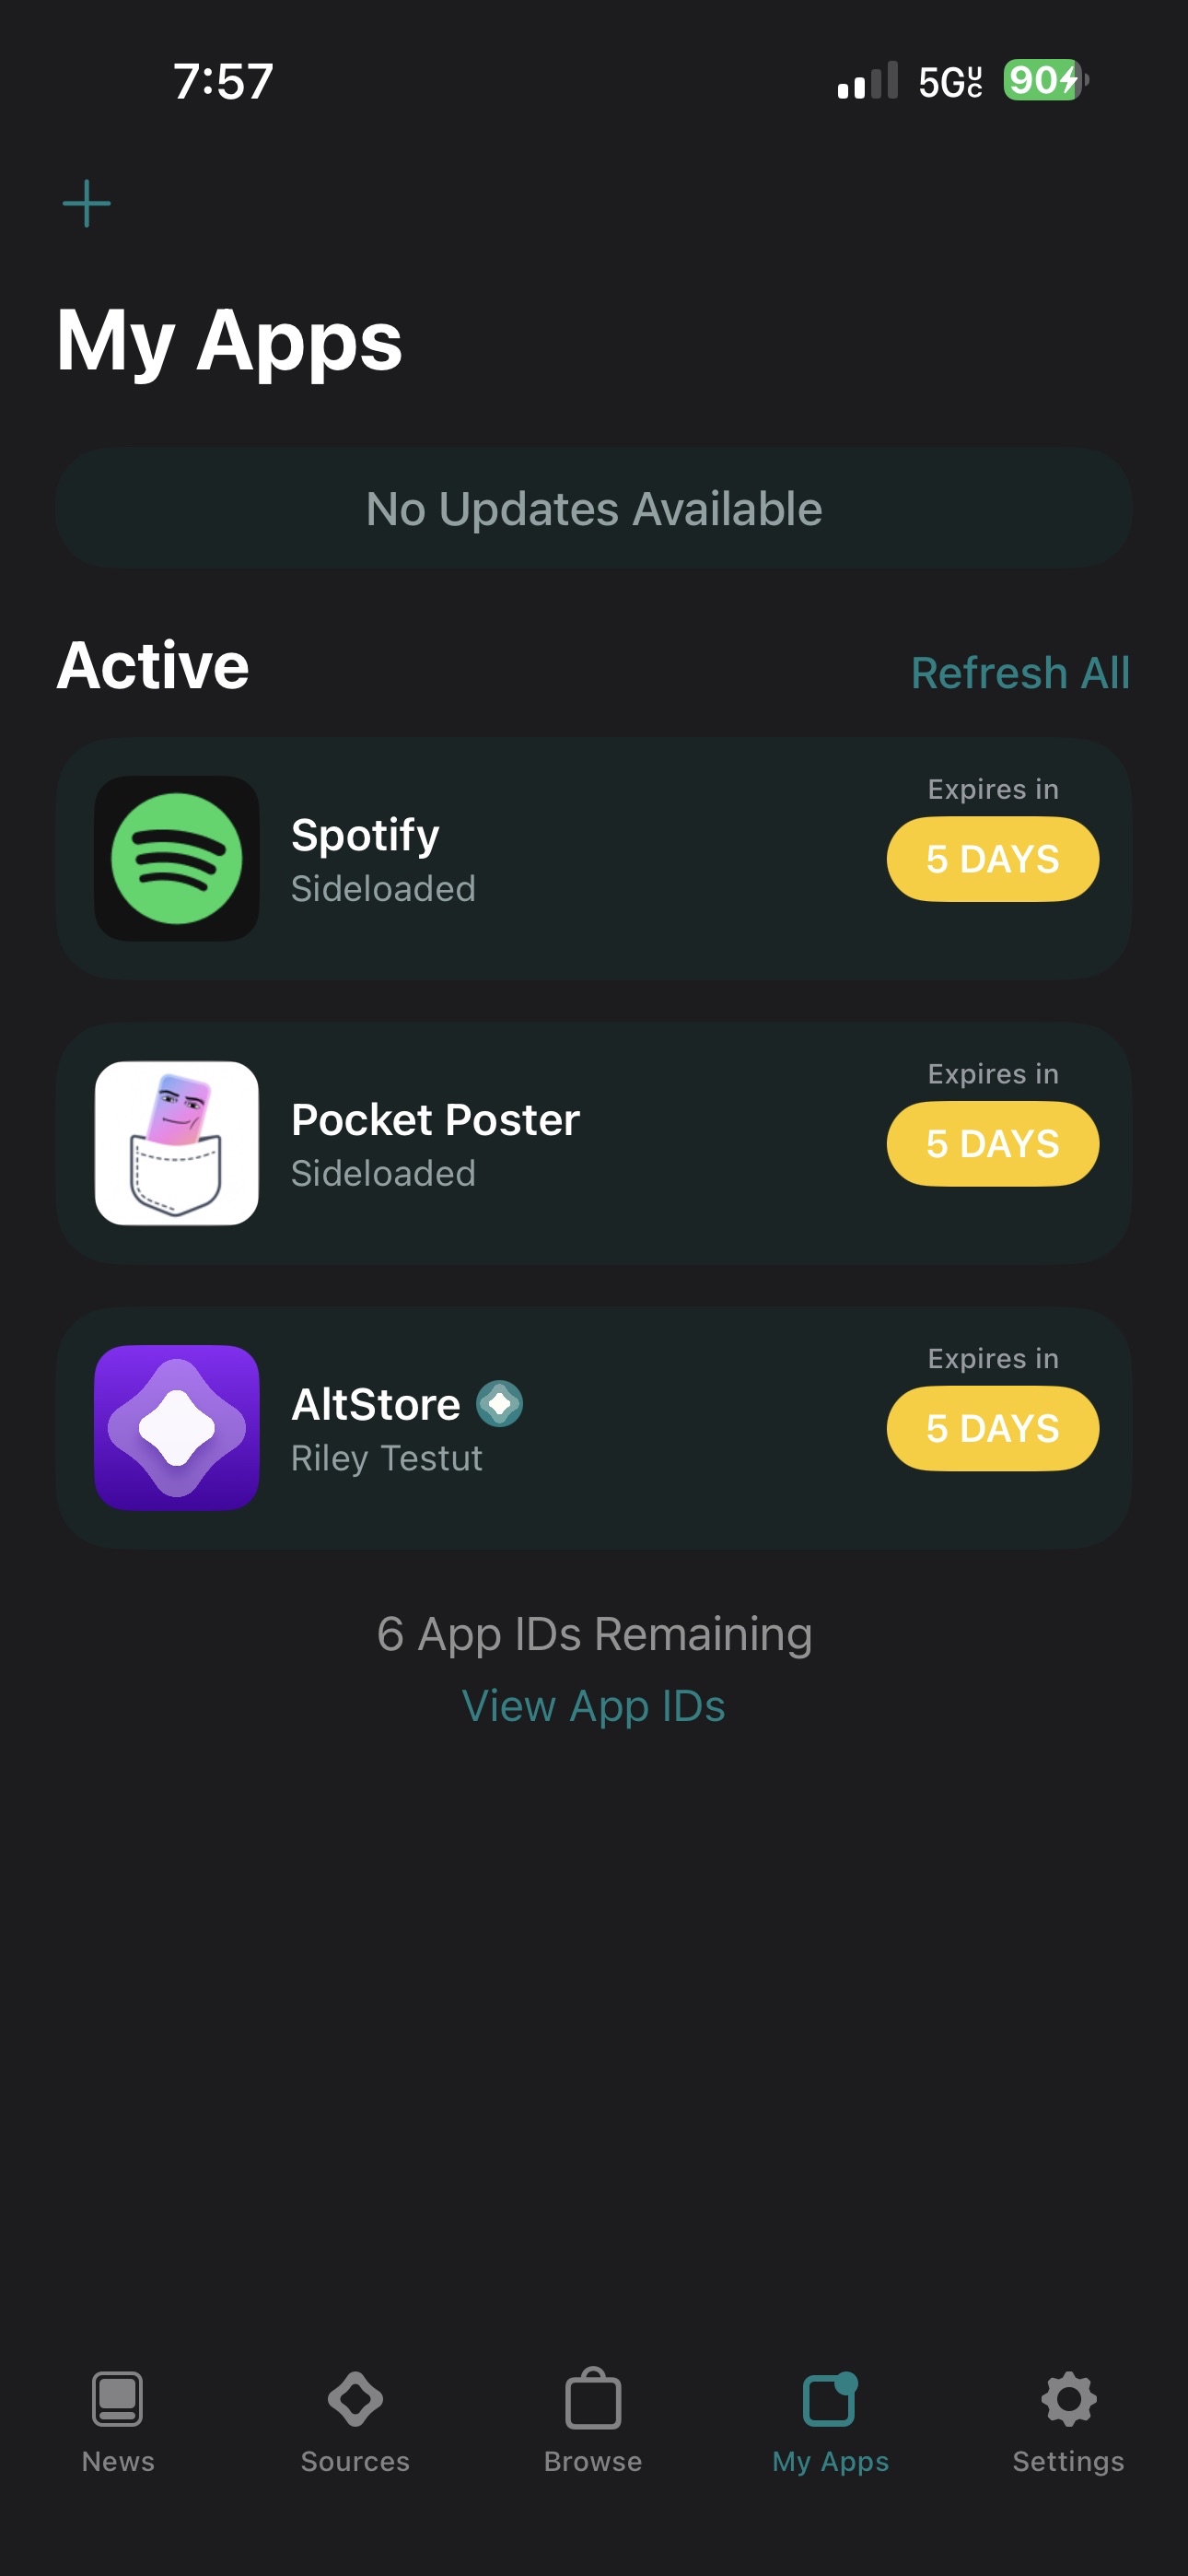 7:57
5G UC
90
My Apps
No Updates Available
Active
Refresh All
Expires in
Spotify
5 DAYS
Sideloaded
Expires in
Pocket Poster
5 DAYS
Sideloaded
Expires in
AltStore
5 DAYS
Riley Testut
6 App IDs Remaining
View App IDs
News
Sources
Browse
My Apps
Settings